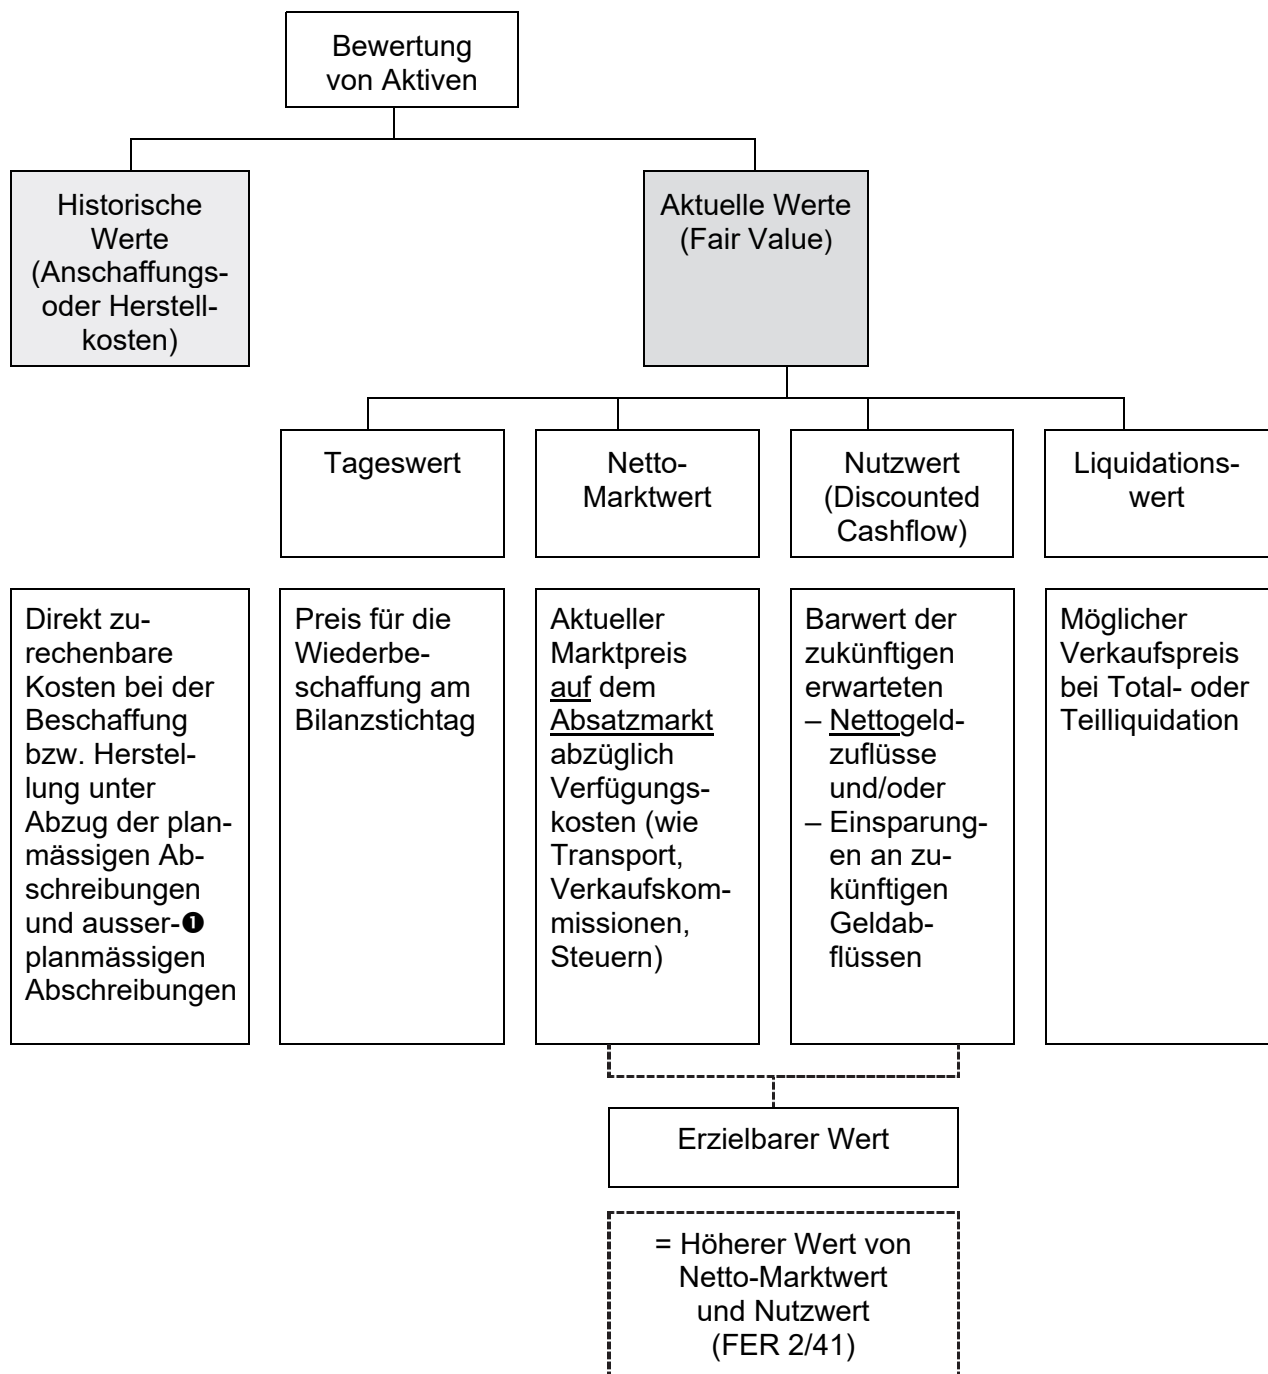 Bewertung
von Aktiven
Historische
Werte
(Anschaffungs-
oder Herstell-
kosten)
Aktuelle Werte
(Fair Value)
Tageswert
Netto-
Marktwert
Nutzwert
(Discounted
Cashflow)
Liquidations-
wert
Direkt zu-
rechenbare
Kosten bei der
Beschaffung
bzw. Herstel-
lung unter
Abzug der plan-
mässigen Ab-
schreibungen
und ausser-❶
planmässigen
Abschreibungen
Preis für die
Wiederbe-
schaffung am
Bilanzstichtag
Aktueller
Marktpreis
auf dem
Absatzmarkt
abzüglich
Verfügungs-
kosten (wie
Transport,
Verkaufskom-
missionen,
Steuern)
Barwert der
zukünftigen
erwarteten
– Nettogeld-
zuflüsse
und/oder
– Einsparung-
en an zu-
künftigen
Geldab-
flüssen
Möglicher
Verkaufspreis
bei Total- oder
Teilliquidation
Erzielbarer Wert
= Höherer Wert von
Netto-Marktwert
und Nutzwert
(FER 2/41)